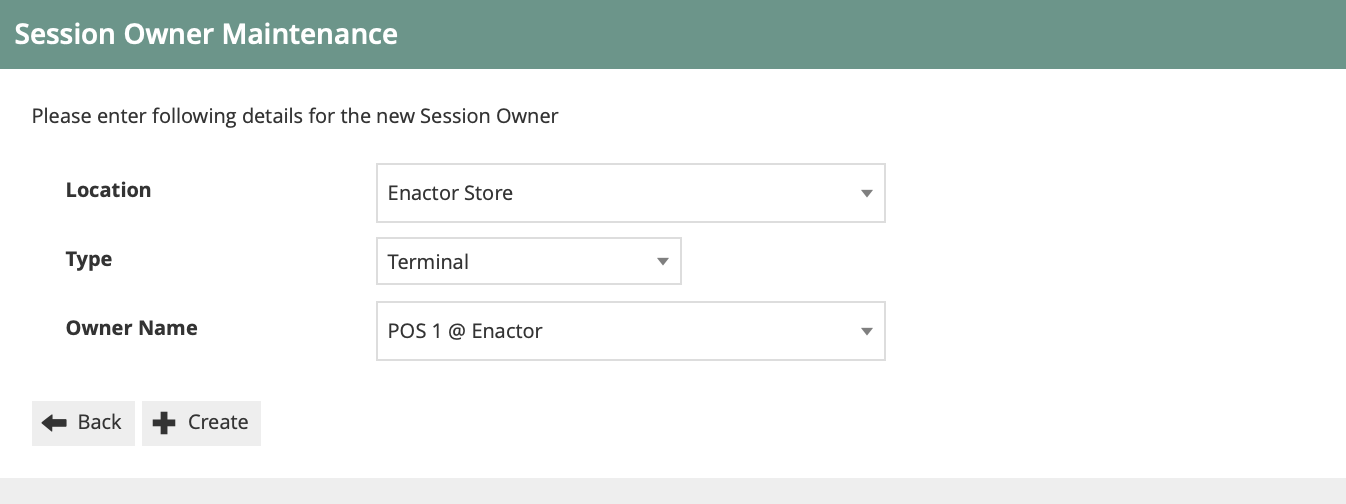 Session Owner Maintenance
Please enter following details for the new Session Owner
Location Enactor Store
Type Terminal
Owner Name POS 1 @ Enactor
Back Create